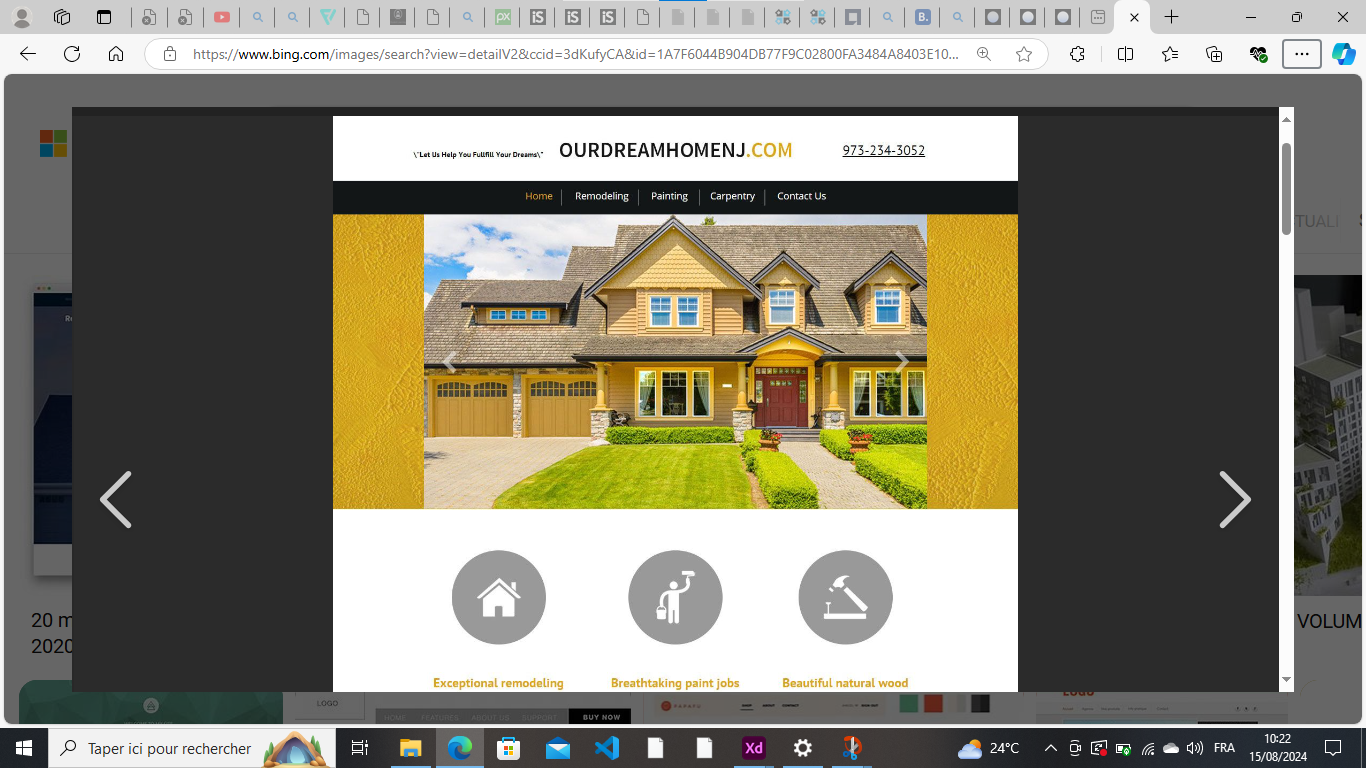 https://www.bing.com/images/search?view=detailV2&ccid=3dKufyCA&id=1A7F6044B904DB77F9C02800FA3484A8403E10...
\"Let Us Help You Fullfill Your Dreams\"
OURDREAMHOMENJ.COM
973-234-3052
Home
Remodeling
Painting
Carpentry
Contact Us
TUALI
20 m
2020
VOLUM
Exceptional remodeling
Breathtaking paint jobs
Beautiful natural wood
LOGO
HOME FEATURES ABOUT US SUPPORT
BUY NOW
Taper ici pour rechercher
Xd
24°C
FRA
10:22
15/08/2024